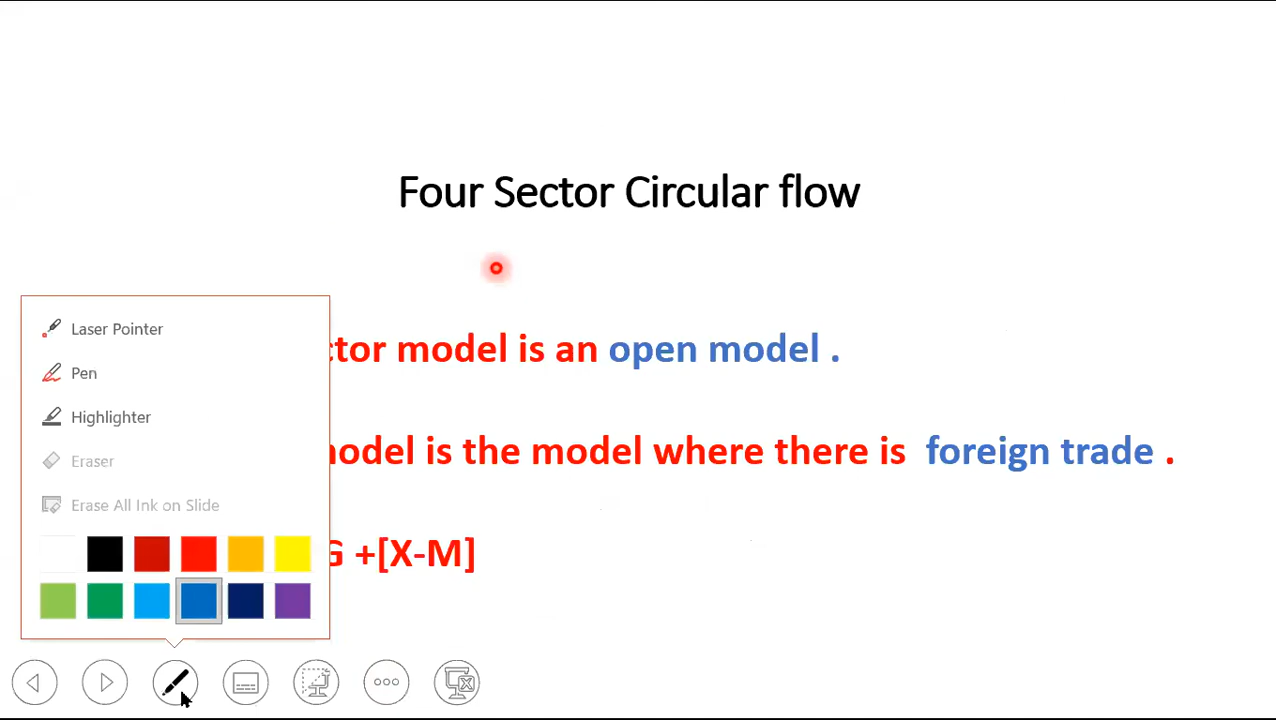 Four Sector Circular flow
Laser Pointer
ctor model is an open model .
Pen
Highlighter
model is the model where there is foreign trade .
Eraser
Erase All Ink on Slide
G +[X-M]